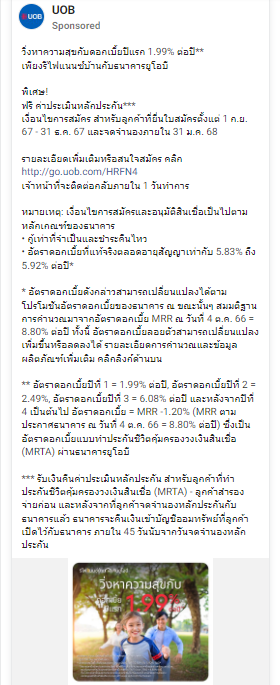 UOB
Sponsored
วิ่งหาความสุขกับดอกเบี้ยปีแรก 1.99% ต่อปี**
เพียงรีไฟแนนซ์บ้านกับธนาคารยูโอบี
พิเศษ!
ฟรี ค่าประเมินหลักประกัน***
เงื่อนไขการสมัคร สำหรับลูกค้าที่ยื่นใบสมัครตั้งแต่ 1 ก.ย.
67 - 31 ธ.ค. 67 และจดจำนองภายใน 31 ม.ค. 68
รายละเอียดเพิ่มเติมหรือสนใจสมัคร คลิก
http://go.uob.com/HRFN4
เจ้าหน้าที่จะติดต่อกลับภายใน 1 วันทำการ
หมายเหตุ: เงื่อนไขการสมัครและอนุมัติสินเชื่อเป็นไปตาม
หลักเกณฑ์ของธนาคาร
• กู้เท่าที่จำเป็นและชำระคืนไหว
• อัตราดอกเบี้ยที่แท้จริงตลอดอายุสัญญาเท่ากับ 5.83% ถึง
5.92% ต่อปี*
* อัตราดอกเบี้ยดังกล่าวสามารถเปลี่ยนแปลงได้ตาม
โปรโมชันอัตราดอกเบี้ยของธนาคาร ณ ขณะนั้นๆ สมมติฐาน
การคำนวณมาจากอัตราดอกเบี้ย MRR ณ วันที่ 4 ต.ค. 66 =
8.80% ต่อปี ทั้งนี้ อัตราดอกเบี้ยลอยตัวสามารถเปลี่ยนแปลง
เพิ่มขึ้นหรือลดลงได้ รายละเอียดการคำนวณและข้อมูล
ผลิตภัณฑ์เพิ่มเติม คลิกลิงก์ด้านบน
** อัตราดอกเบี้ยปีที่ 1 = 1.99% ต่อปี, อัตราดอกเบี้ยปีที่ 2 =
2.49%, อัตราดอกเบี้ยปีที่ 3 = 6.08% ต่อปี และหลังจากปีที่
4 เป็นต้นไป อัตราดอกเบี้ย = MRR -1.20% (MRR ตาม
ประกาศธนาคาร ณ วันที่ 4 ต.ค. 66 = 8.80% ต่อปี) ซึ่งเป็น
อัตราดอกเบี้ยแบบทำประกันชีวิตคุ้มครองวงเงินสินเชื่อ
(MRTA) ผ่านธนาคารยูโอบี
*** รับเงินคืนค่าประเมินหลักประกัน สำหรับลูกค้าที่ทำ
ประกันชีวิตคุ้มครองวงเงินสินเชื่อ (MRTA) - ลูกค้าสำรอง
จ่ายก่อน และหลังจากที่ลูกค้าจดจำนองหลักประกันกับ
ธนาคารแล้ว ธนาคารจะคืนเงินเข้าบัญชีออมทรัพย์ที่ลูกค้า
เปิดไว้กับธนาคาร ภายใน 45 วันนับจากวันจดจำนองหลัก
ประกัน
วิ่งหาความสุขกับ
1.99%